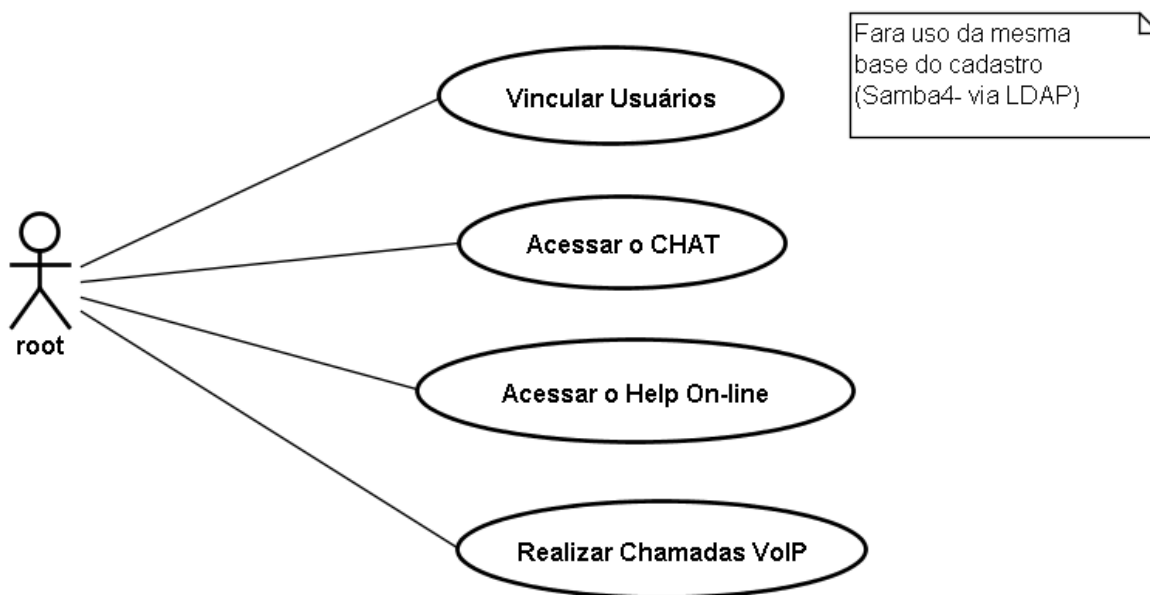 Fara uso da mesma
base do cadastro
(Samba4- via LDAP)
Vincular Usuários
Acessar o CHAT
root
Acessar o Help On-line
Realizar Chamadas VoIP